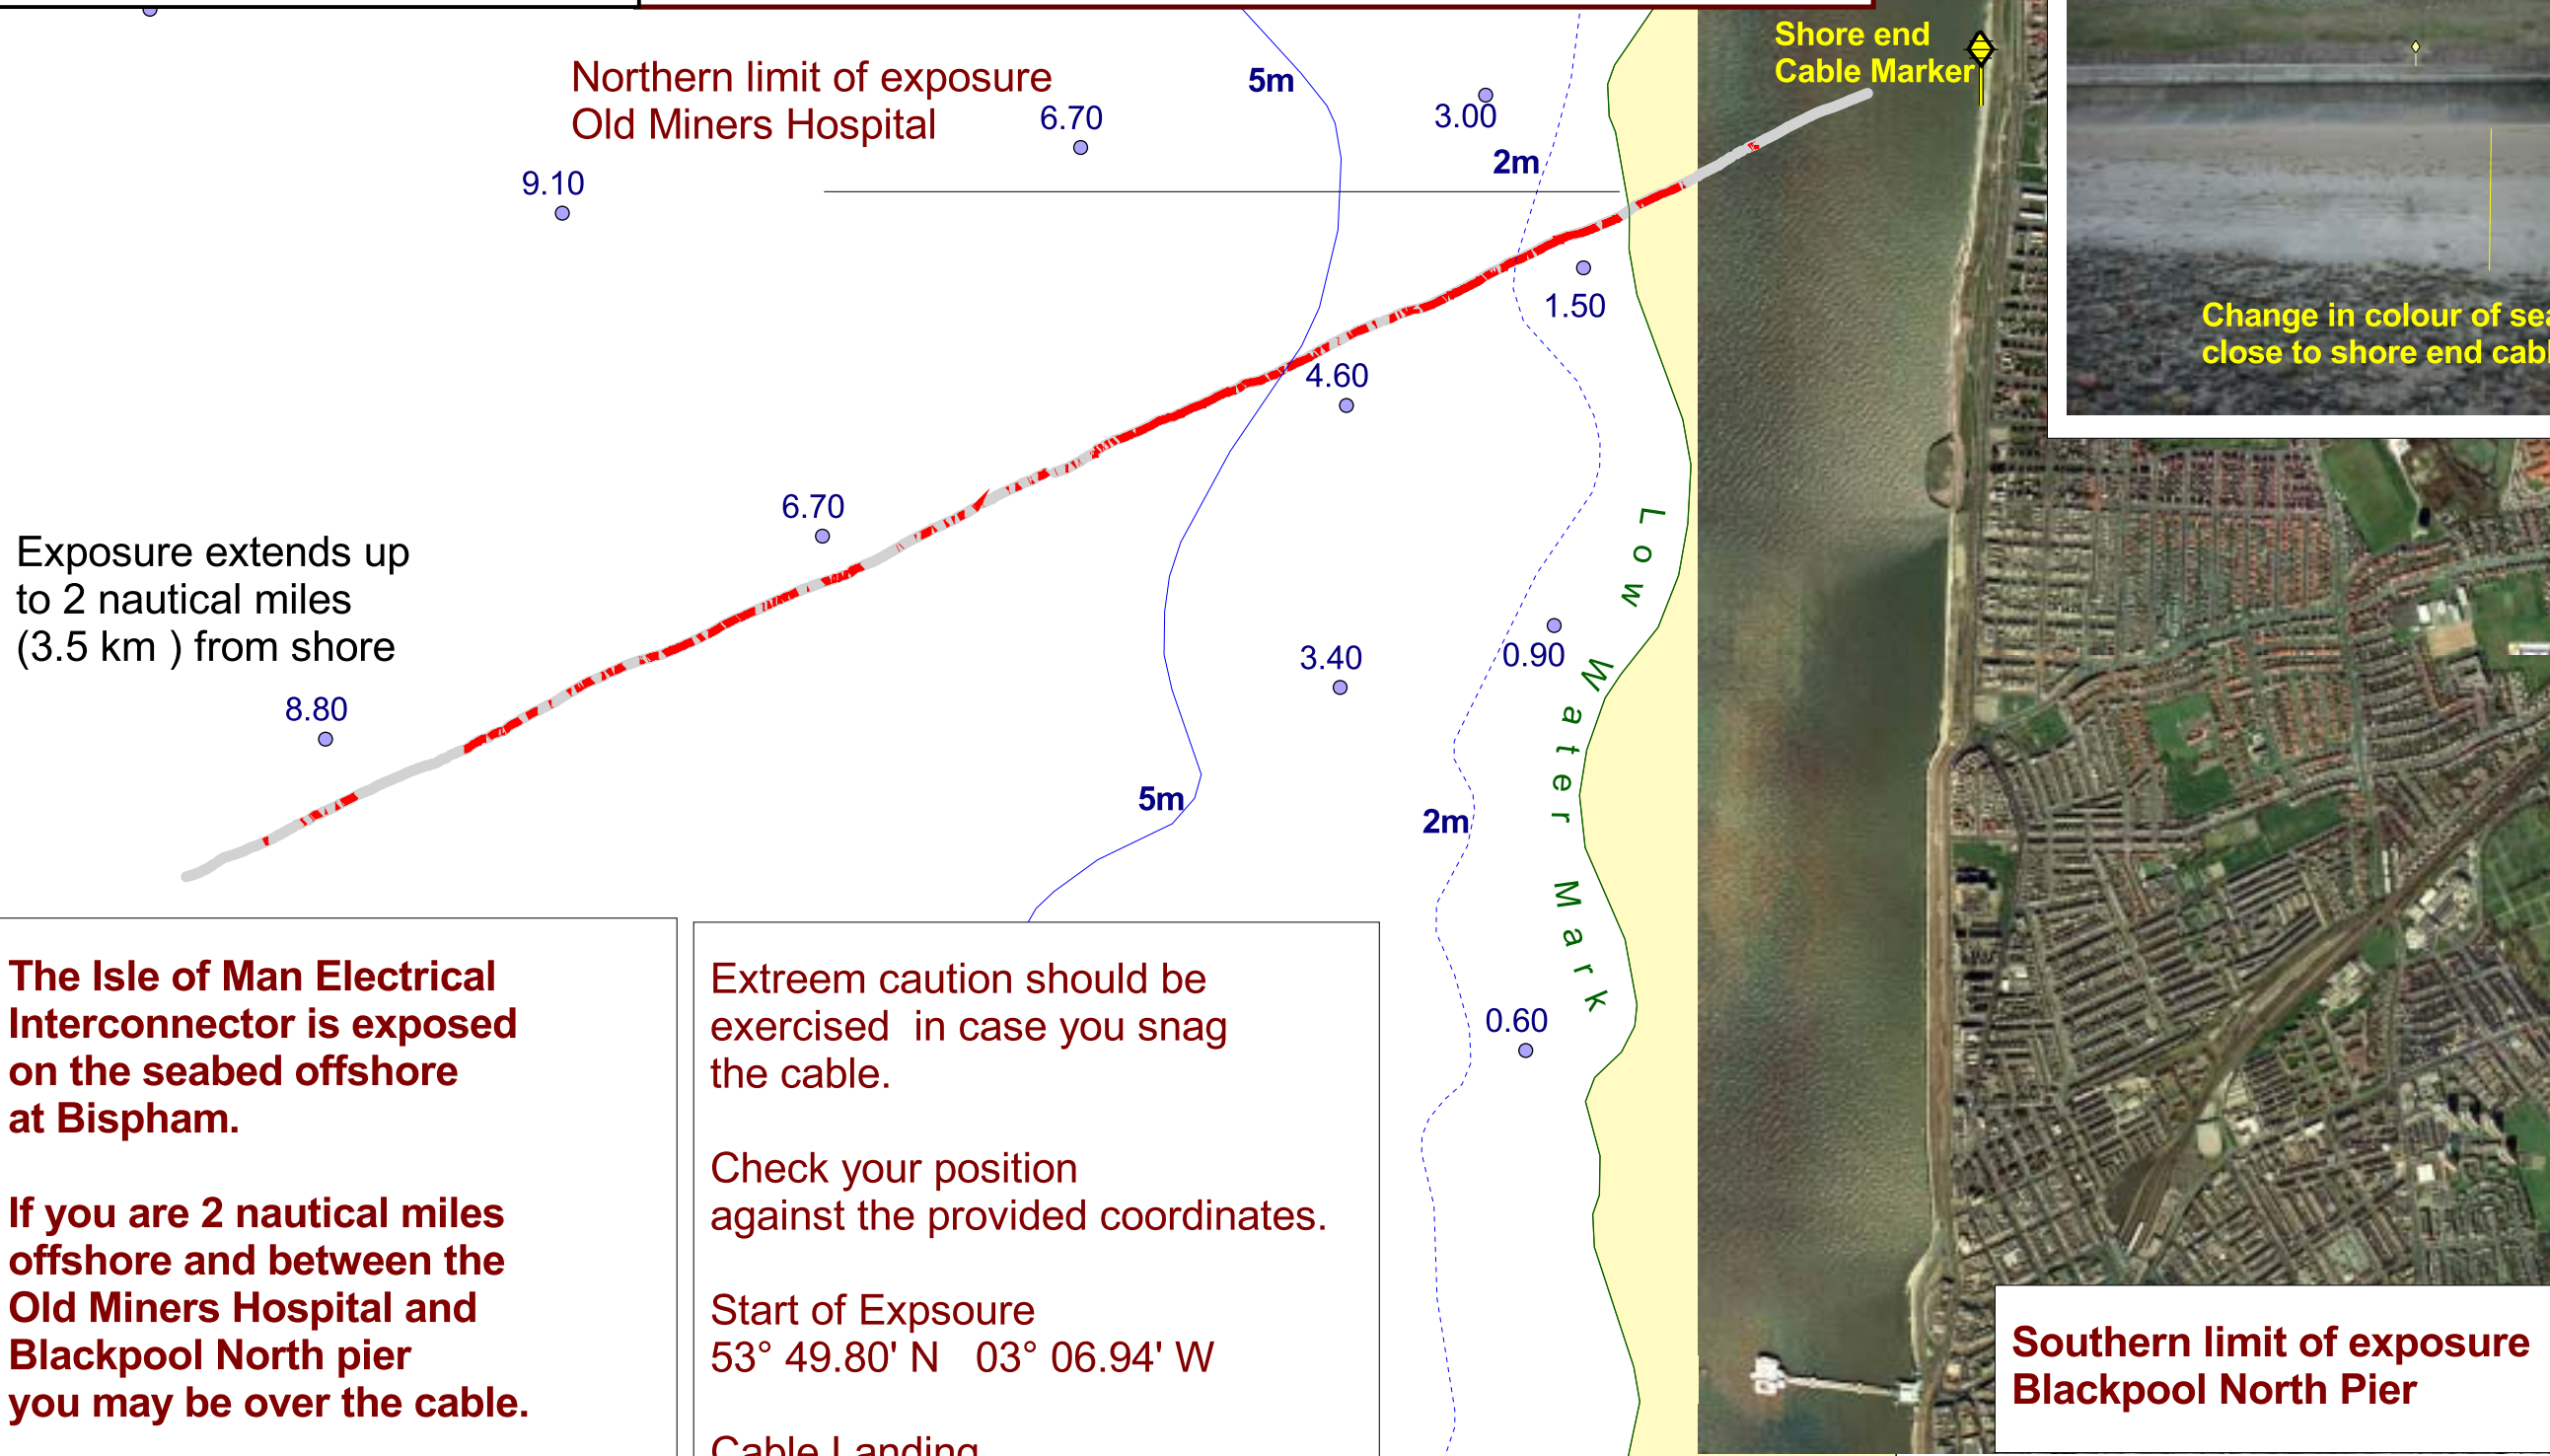 Northern limit of exposure
Old Miners Hospital
5m
6.70
3.00
2m
9.10
Shore end
Cable Marker
1.50
Change in colour of
close to shore end
4.60
6.70
Exposure extends up
to 2 nautical miles
(3.5 km ) from shore
3.40
0.90
Low Water Mark
8.80
5m
2m
0.60
The Isle of Man Electrical
Interconnector is exposed
on the seabed offshore
at Bispham.
If you are 2 nautical miles
offshore and between the
Old Miners Hospital and
Blackpool North pier
you may be over the cable.
Extreem caution should be
exercised  in case you snag
the cable.
Check your position
against the provided coordinates.
Start of Expsoure
53° 49.80' N   03° 06.94' W
Cable Landing
Southern limit of exposure
Blackpool North Pier